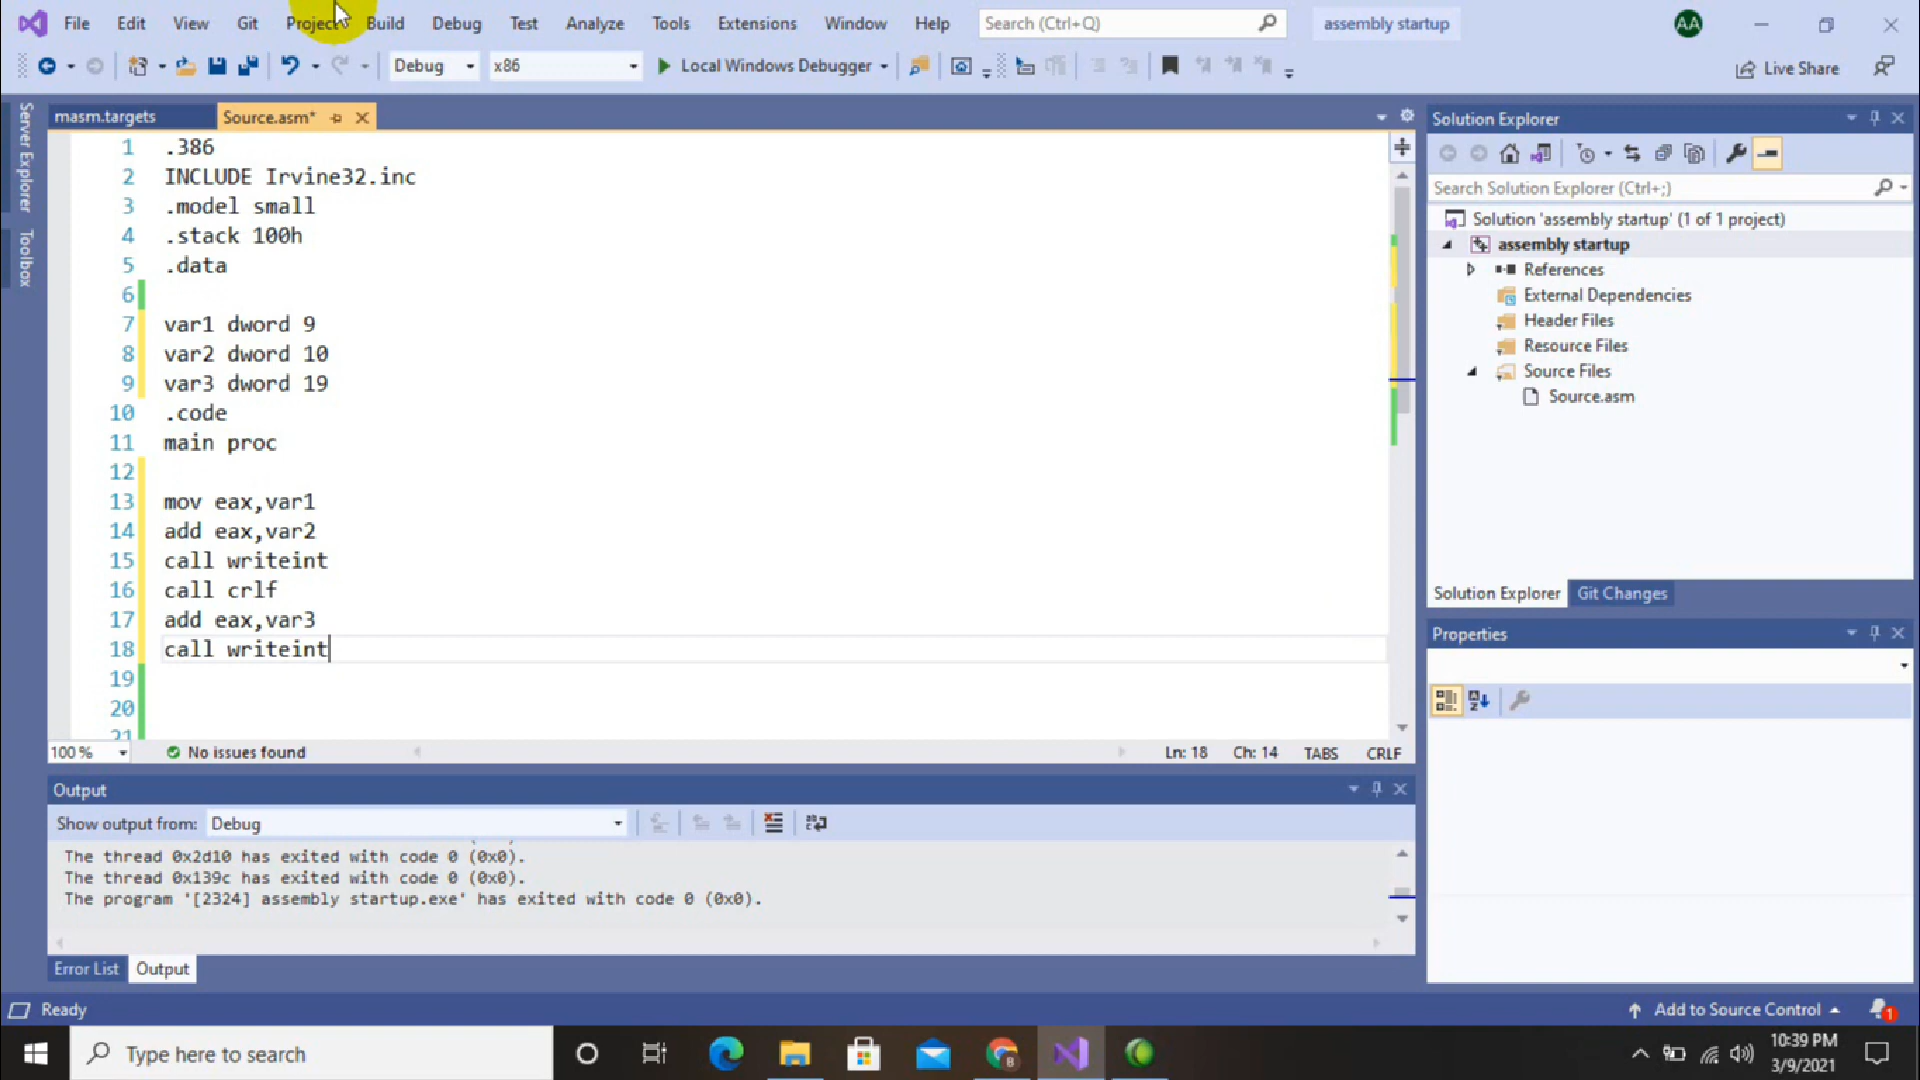 File Edit View Git Project Build Debug Test Analyze Tools Extensions Window Help Search (Ctrl+Q) assembly startup AA
Debug x86 Local Windows Debugger Live Share
Server Explorer
Toolbox
masm.targets Source.asm*
1 .386
2 INCLUDE Irvine32.inc
3 .model small
4 .stack 100h
5 .data
6
7 var1 dword 9
8 var2 dword 10
9 var3 dword 19
10 .code
11 main proc
12
13 mov eax,var1
14 add eax,var2
15 call writeint
16 call crlf
17 add eax,var3
18 call writeint
19
20
21
100 % No issues found Ln: 18 Ch: 14 TABS CRLF
Output
Show output from: Debug
The thread 0x2d10 has exited with code 0 (0x0).
The thread 0x139c has exited with code 0 (0x0).
The program '[2324] assembly startup.exe' has exited with code 0 (0x0).
Error List Output
Solution Explorer
Search Solution Explorer (Ctrl+;)
Solution 'assembly startup' (1 of 1 project)
assembly startup
References
External Dependencies
Header Files
Resource Files
Source Files
Source.asm
Solution Explorer Git Changes
Properties
Ready Add to Source Control 1
Type here to search
10:39 PM
3/9/2021